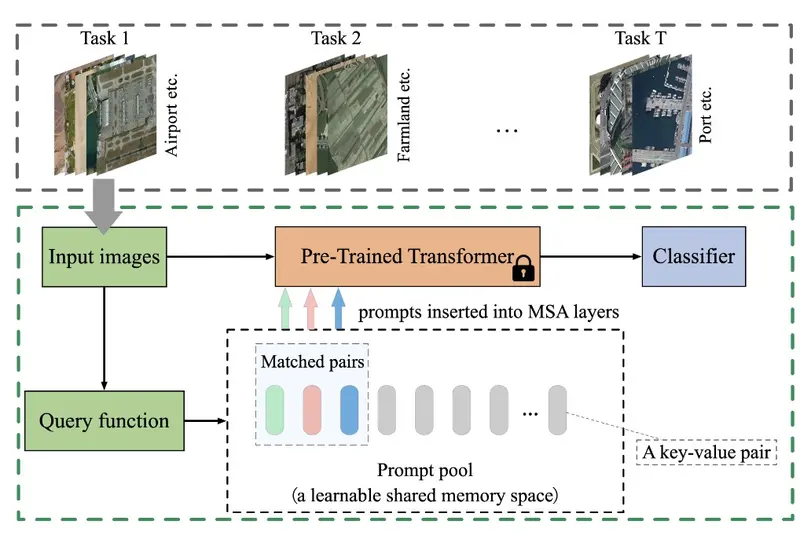 Task 1
Task 2
Task T
Airport etc.
Farmland etc.
...
Port etc.
Input images
Pre-Trained Transformer
Classifier
prompts inserted into MSA layers
Matched pairs
Query function
...
A key-value pair
Prompt pool
(a learnable shared memory space)